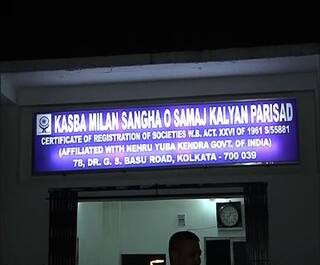 KASBA MILAN SANGHA O SAMAJ KALYAN PARISAD
CERTIFICATE OF REGISTRATION OF SOCIETIES W.B. ACT. XXVI OF 1961 S/55881
(AFFILIATED WITH NEHRU YUBA KENDRA GOVT. OF INDIA)
78, DR. G. S. BASU ROAD, KOLKATA - 700 039